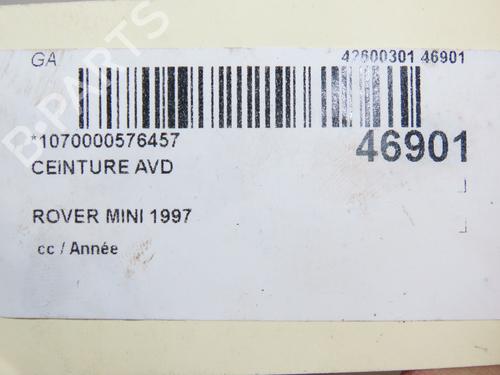 GA 42600301 46901
*1070000576457 46901
CEINTURE AVD
ROVER MINI 1997
cc / Année
B-PARTS